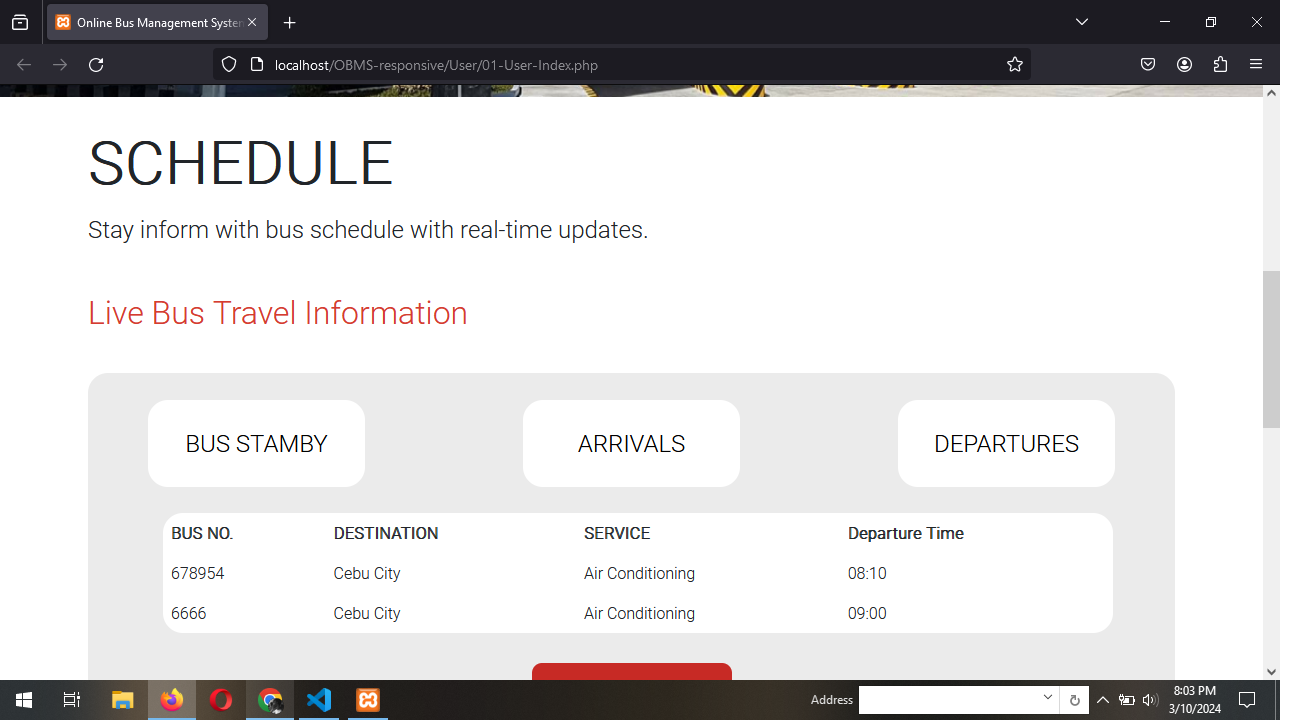 Online Bus Management System
localhost/OBMS-responsive/User/01-User-Index.php
SCHEDULE
Stay inform with bus schedule with real-time updates.
Live Bus Travel Information
BUS STAMBY
ARRIVALS
DEPARTURES
BUS NO. DESTINATION SERVICE Departure Time
678954 Cebu City Air Conditioning 08:10
6666 Cebu City Air Conditioning 09:00
Address
8:03 PM
3/10/2024